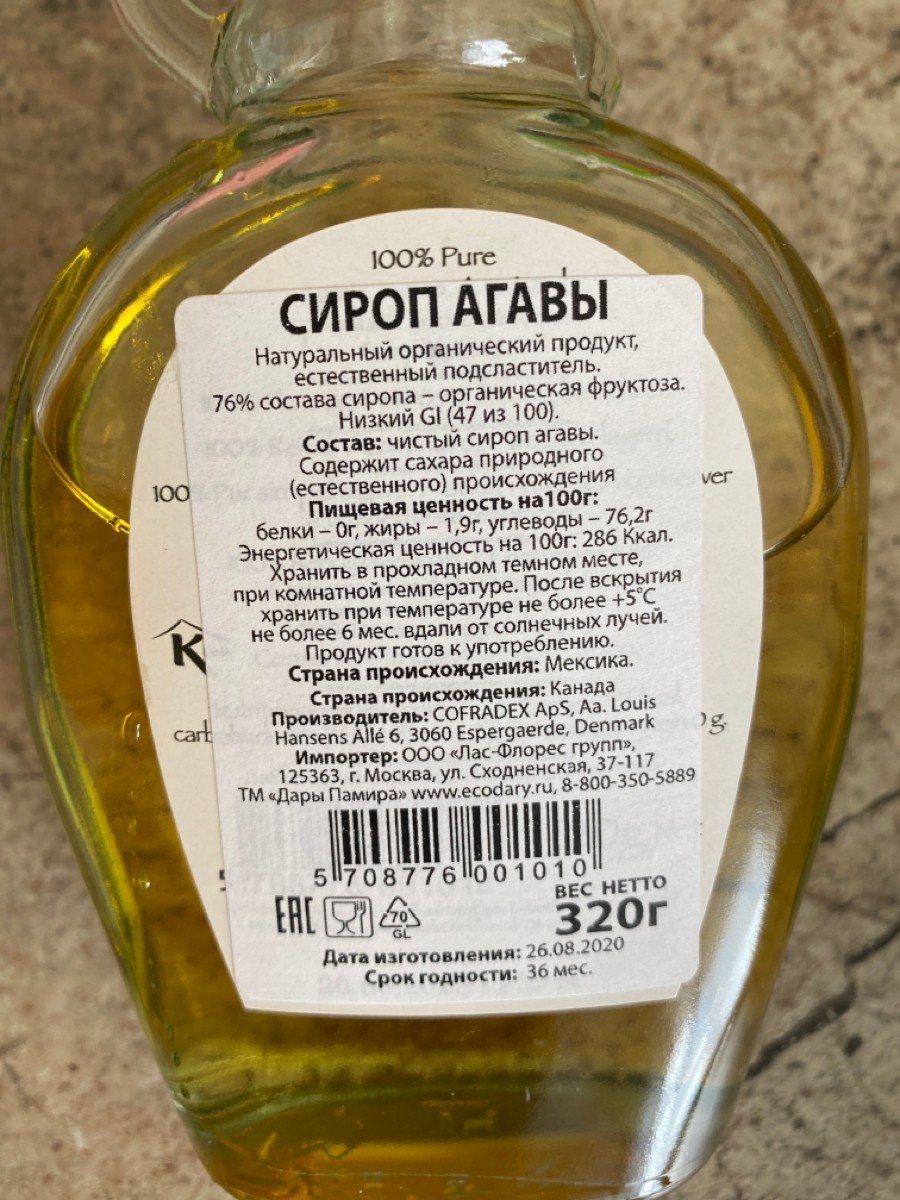 100% Pure
СИРОП АГАВЫ
Натуральный органический продукт,
естественный подсластитель.
76% состава сиропа – органическая фруктоза.
Низкий GI (47 из 100).
Состав: чистый сироп агавы.
Содержит сахара природного
(естественного) происхождения
Пищевая ценность на100г:
белки – 0г, жиры – 1,9г, углеводы – 76,2г
Энергетическая ценность на 100г: 286 Ккал.
Хранить в прохладном темном месте,
при комнатной температуре. После вскрытия
хранить при температуре не более +5°С
не более 6 мес. вдали от солнечных лучей.
Продукт готов к употреблению.
Страна происхождения: Мексика.
Страна происхождения: Канада
Производитель: COFRADEX ApS, Aa. Louis
Hansens Allé 6, 3060 Espergaerde, Denmark
Импортер: ООО «Лас-Флорес групп»,
125363, г. Москва, ул. Сходненская, 37-117
ТМ «Дары Памира» www.ecodary.ru, 8-800-350-5889
5 708776 001010
ВЕС НЕТТО
320г
EAC
70
GL
Дата изготовления: 26.08.2020
Срок годности: 36 мес.